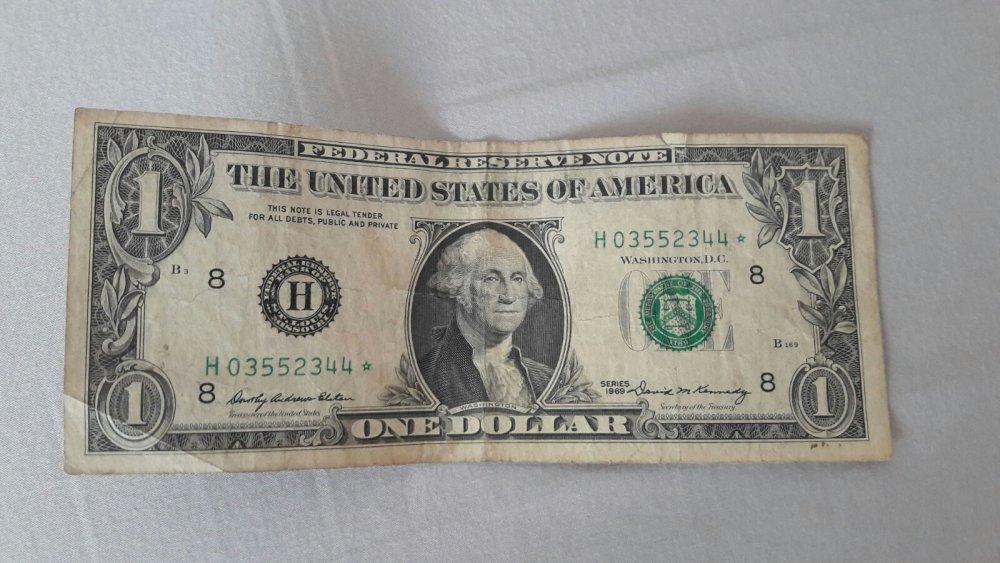 FEDERAL RESERVE NOTE
THE UNITED STATES OF AMERICA
THIS NOTE IS LEGAL TENDER
FOR ALL DEBTS, PUBLIC AND PRIVATE
1
1
H 03552344 *
WASHINGTON, D.C.
B 3
8
8
H
ONE
B 169
H 03552344 *
8
8
Dorothy Andrews Elston
Treasurer of the United States
SERIES
1969
David M Kennedy
Secretary of the Treasury
WASHINGTON
1
ONE DOLLAR
1